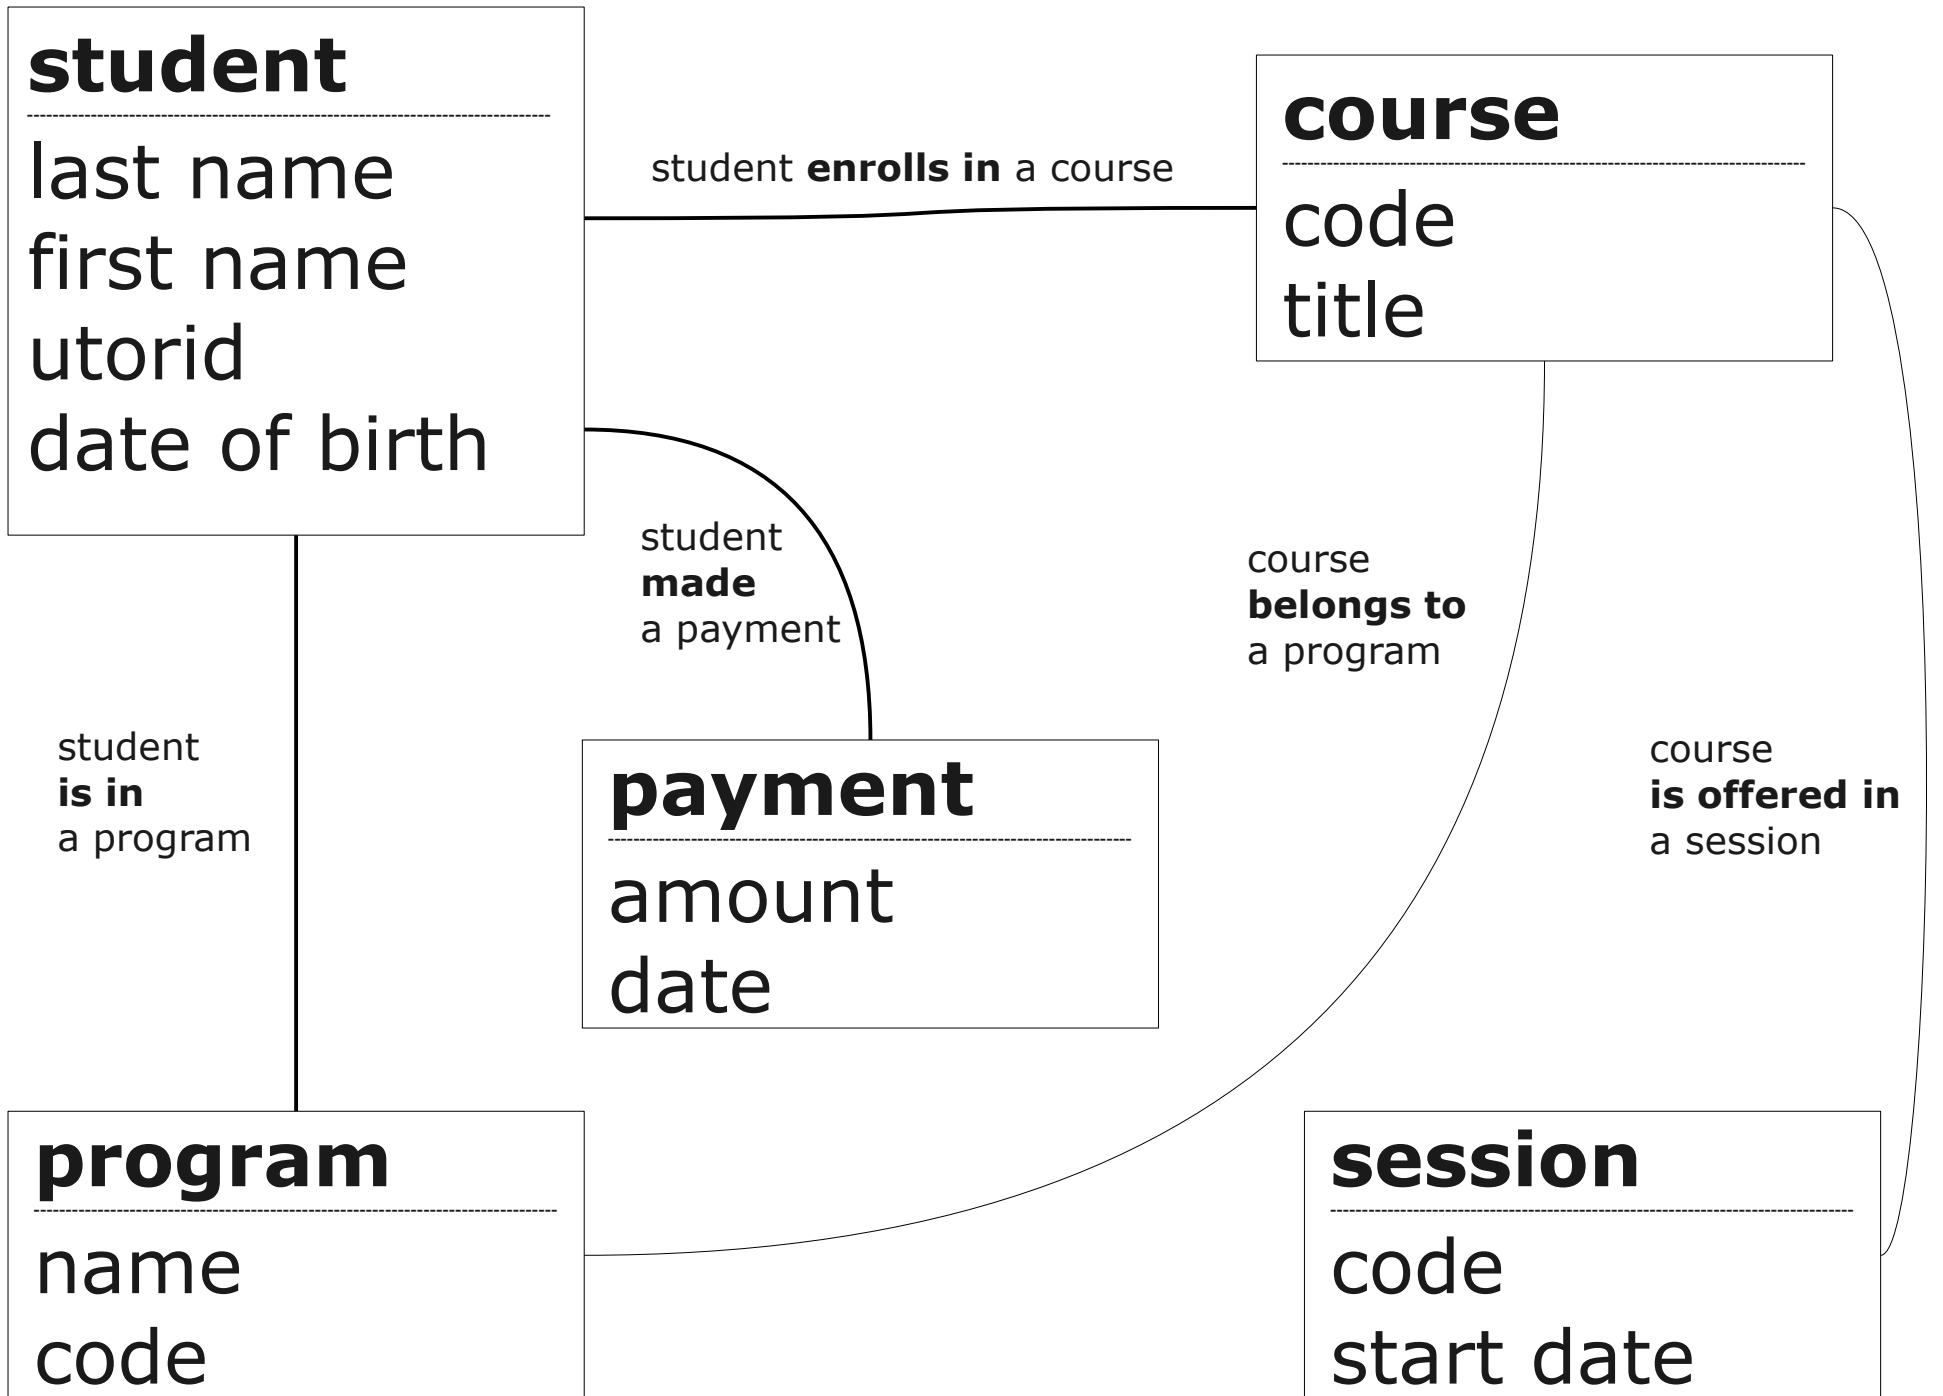 student
last name
first name
utorid
date of birth
student enrolls in a course
course
code
title
student
made
a payment
course
belongs to
a program
student
is in
a program
payment
amount
date
course
is offered in
a session
program
name
code
session
code
start date